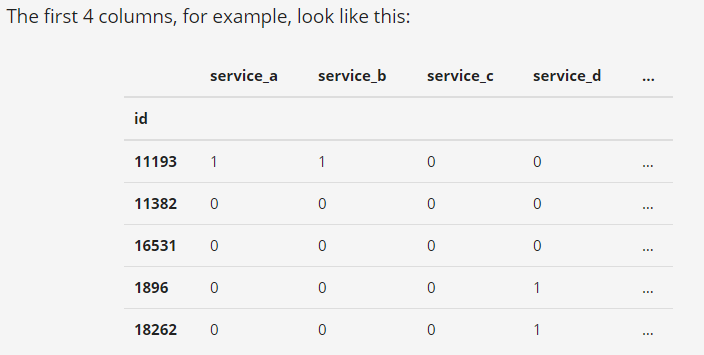 The first 4 columns, for example, look like this:
service_a service_b service_c service_d ...
id
11193 1 1 0 0 ...
11382 0 0 0 0 ...
16531 0 0 0 0 ...
1896 0 0 0 1 ...
18262 0 0 0 1 ...